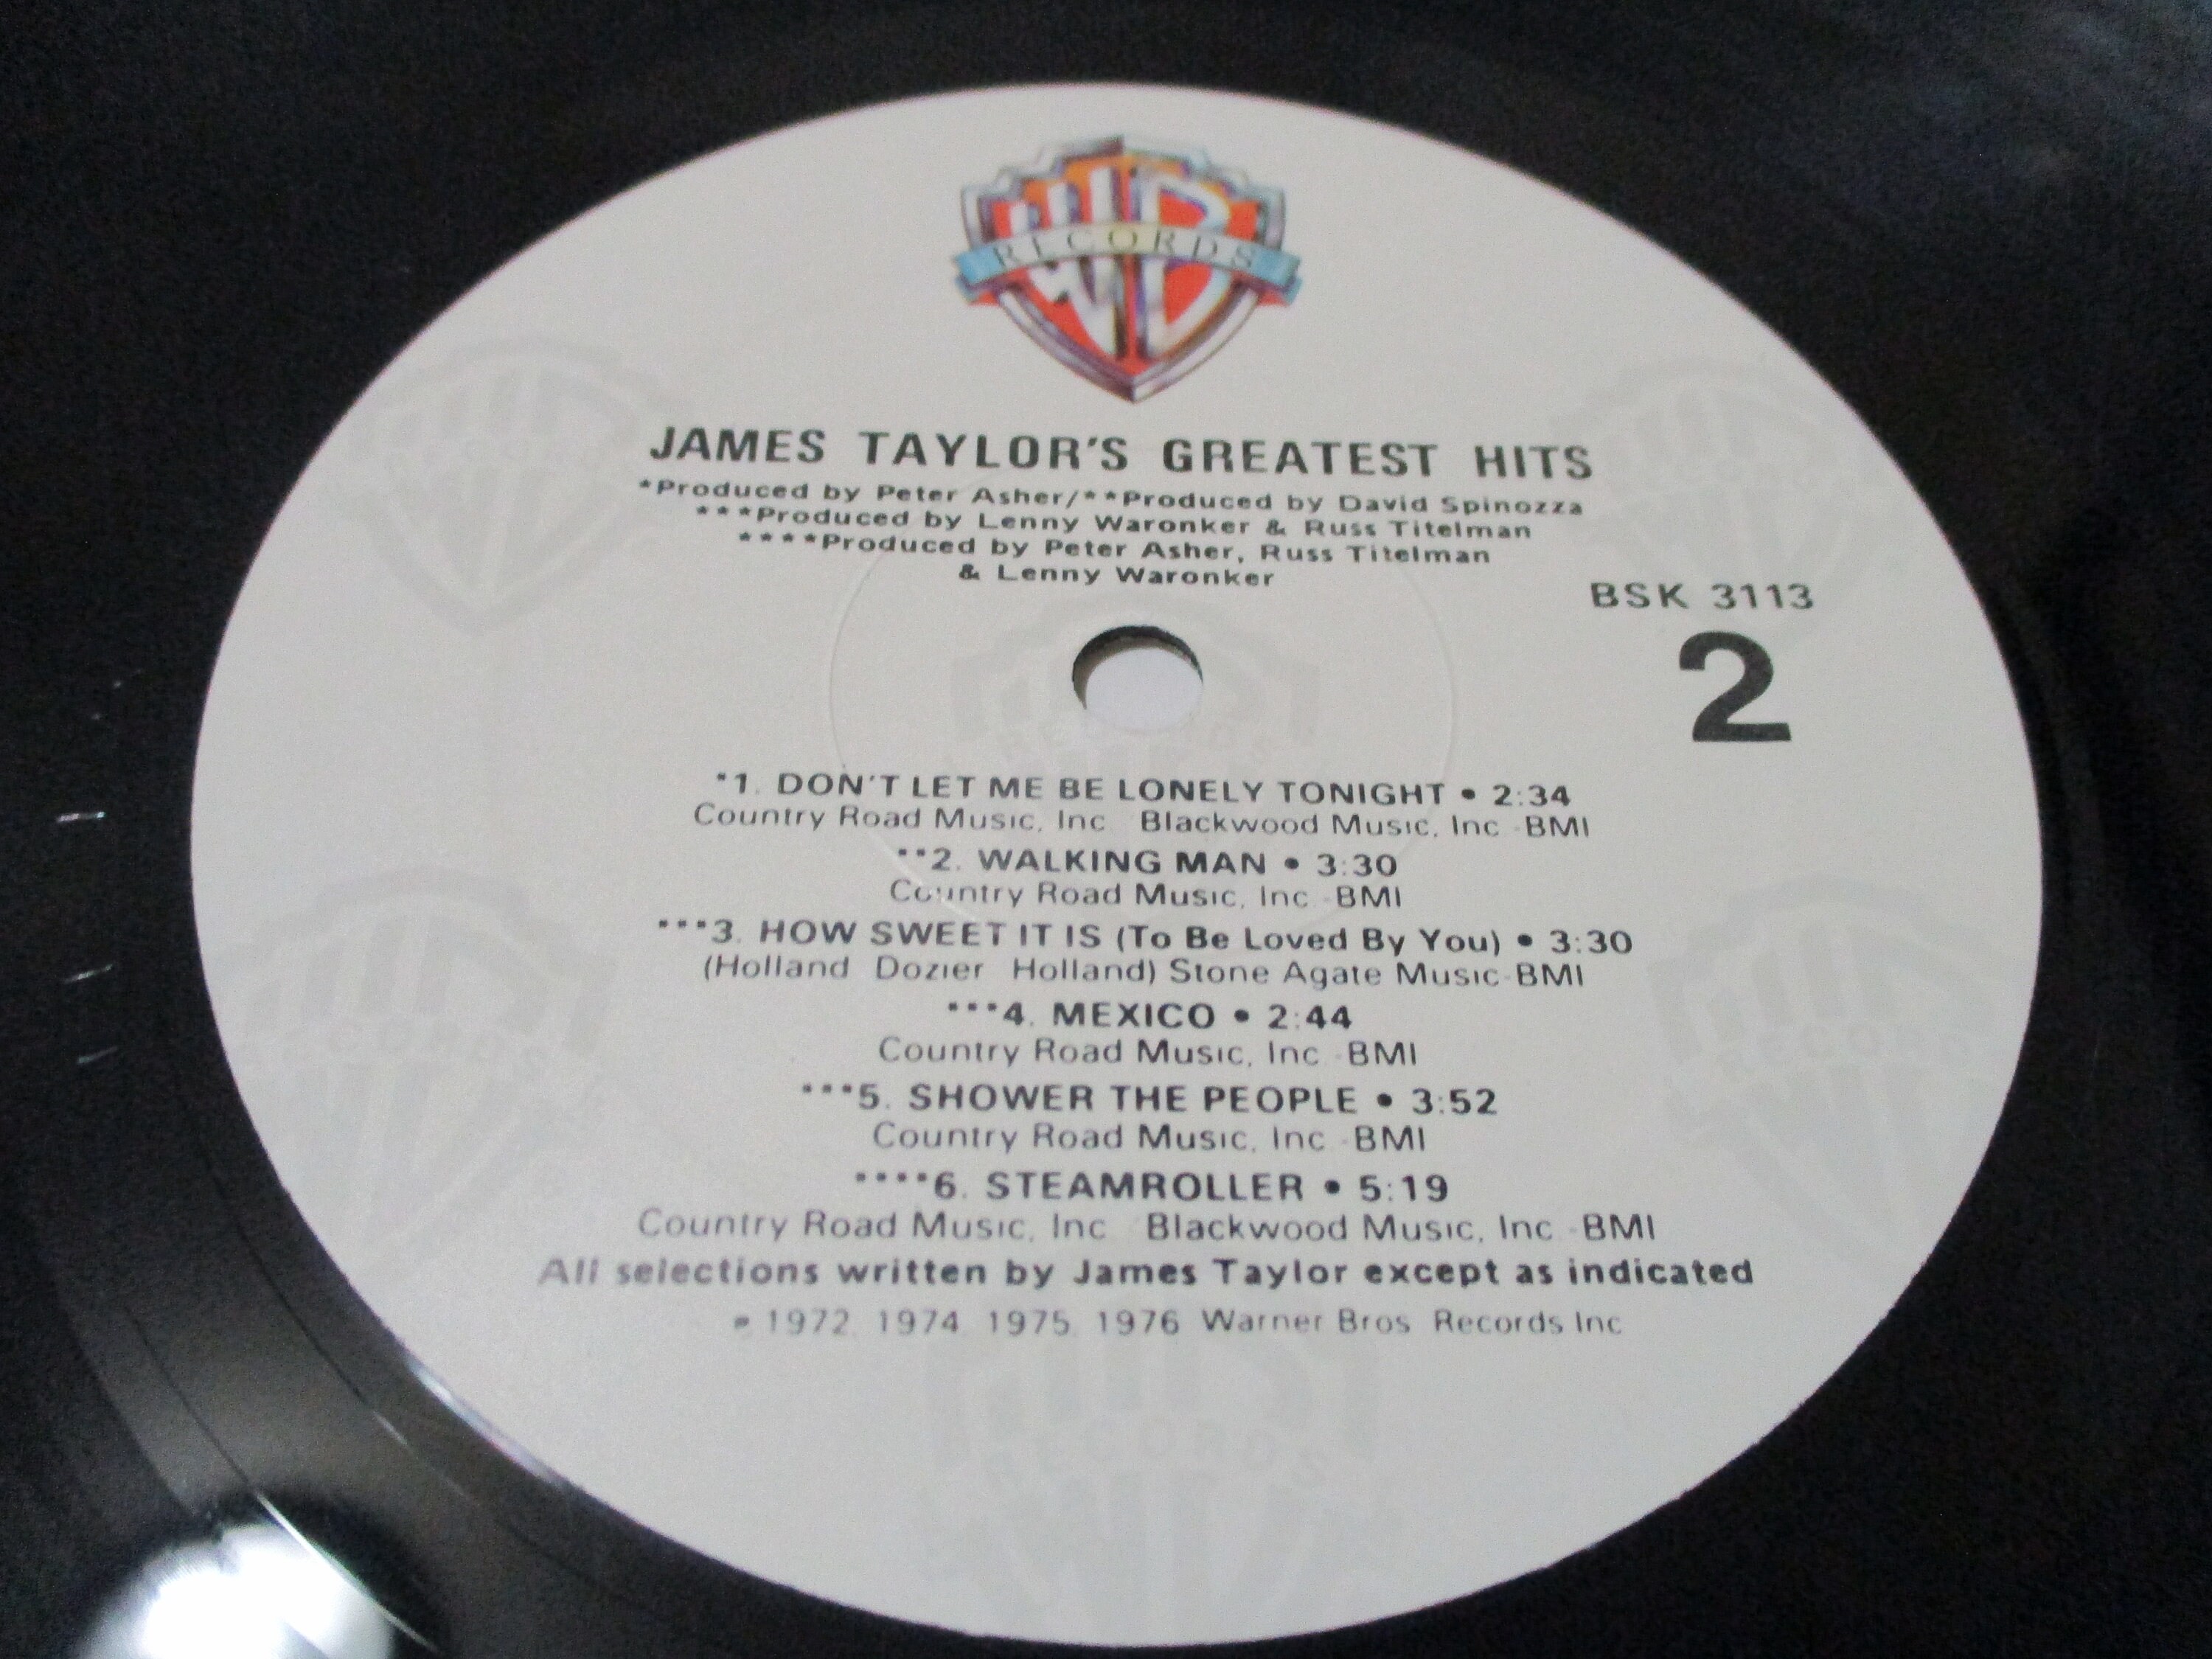 WB
RECORDS
JAMES TAYLOR'S GREATEST HITS
*Produced by Peter Asher/**Produced by David Spinozza
***Produced by Lenny Waronker & Russ Titelman
****Produced by Peter Asher, Russ Titelman
& Lenny Waronker
BSK 3113
2
*1. DON'T LET ME BE LONELY TONIGHT • 2:34
Country Road Music, Inc Blackwood Music, Inc -BMI
**2. WALKING MAN • 3:30
Country Road Music, Inc -BMI
***3. HOW SWEET IT IS (To Be Loved By You) • 3:30
(Holland Dozier Holland) Stone Agate Music-BMI
***4. MEXICO • 2:44
Country Road Music, Inc -BMI
***5. SHOWER THE PEOPLE • 3:52
Country Road Music, Inc -BMI
****6. STEAMROLLER • 5:19
Country Road Music, Inc Blackwood Music, Inc -BMI
All selections written by James Taylor except as indicated
1972 1974 1975 1976 Warner Bros Records Inc